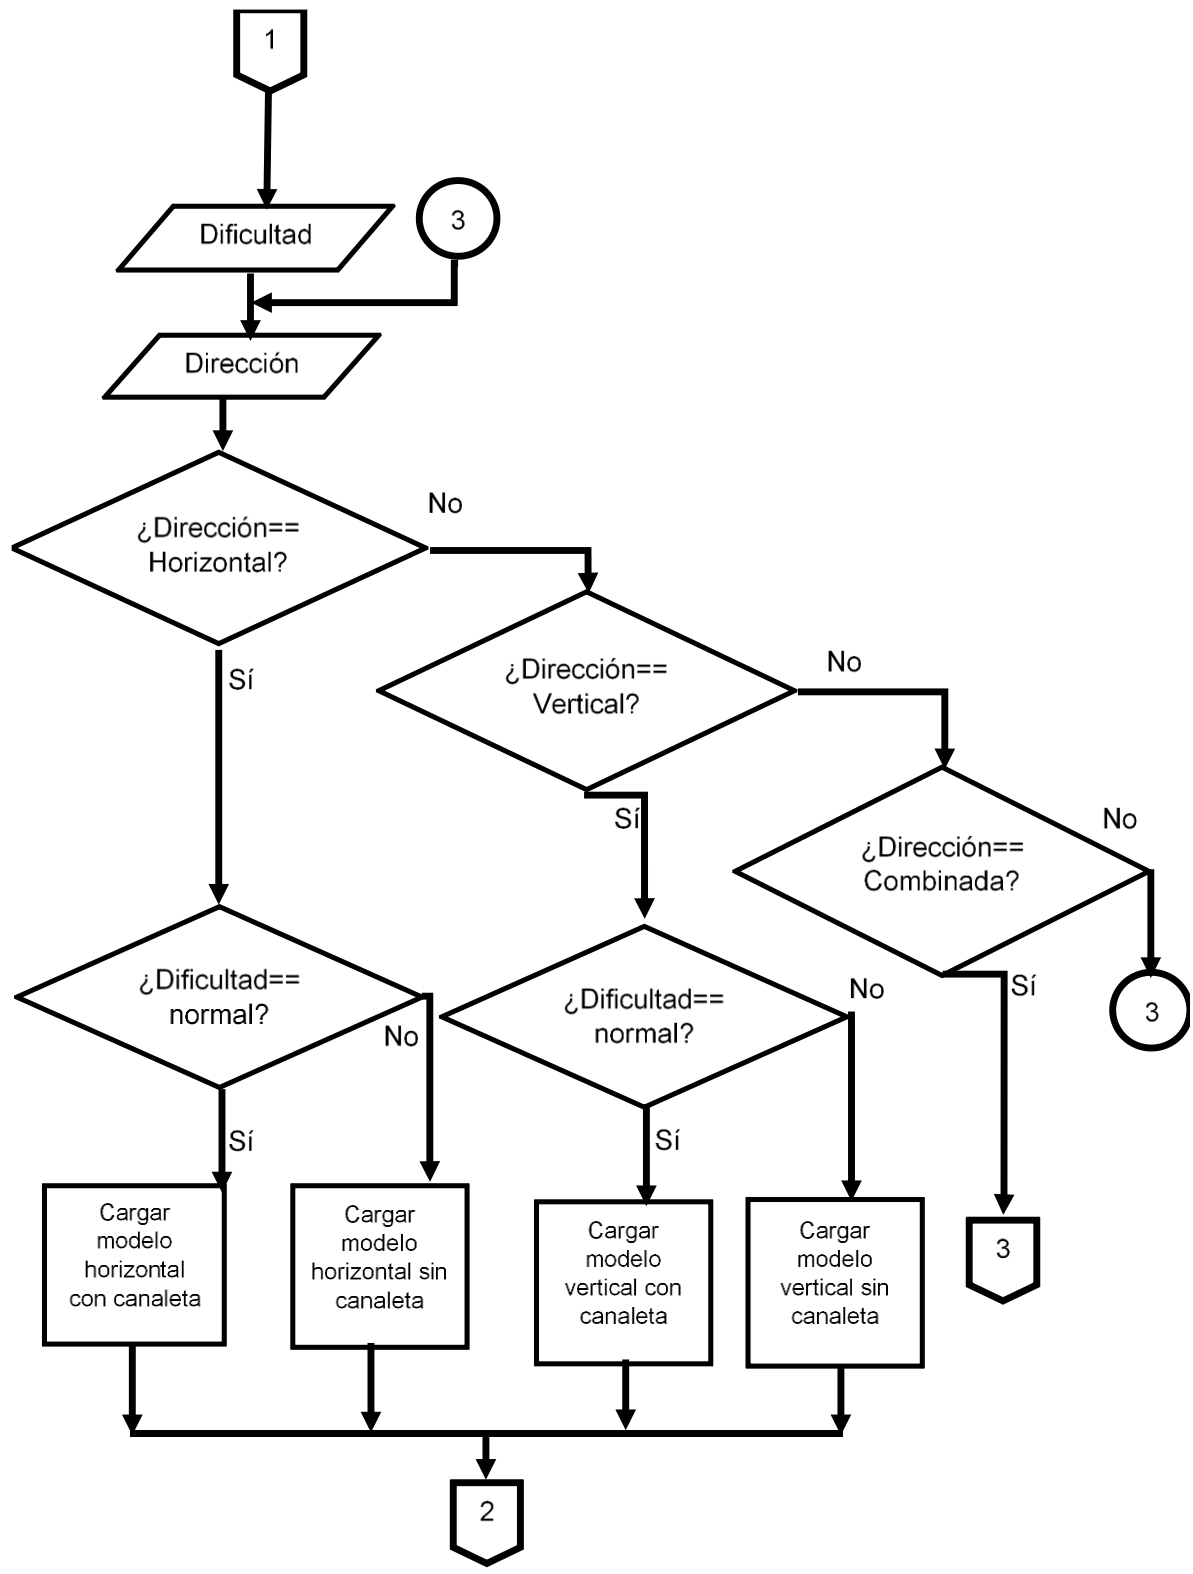 1
Dificultad
3
Dirección
¿Dirección==
Horizontal?
No
Sí
¿Dirección==
Vertical?
No
Sí
¿Dirección==
Combinada?
No
Sí
3
¿Dificultad==
normal?
No
Sí
¿Dificultad==
normal?
No
Sí
Cargar
modelo
horizontal
con canaleta
Cargar
modelo
horizontal sin
canaleta
Cargar
modelo
vertical con
canaleta
Cargar
modelo
vertical sin
canaleta
3
2